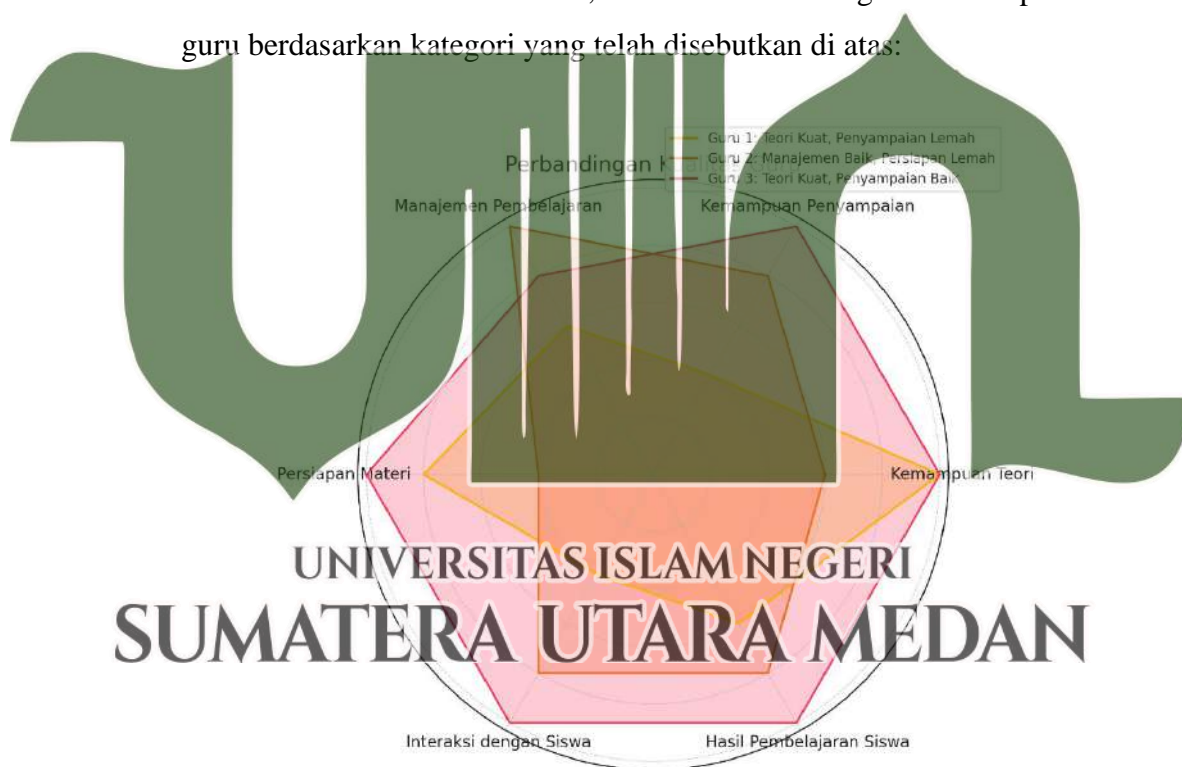 guru berdasarkan kategori yang telah disebutkan di atas:
Guru 1: Teori Kuat, Penyampaian Lemah
Guru 2: Manajemen Baik, Persiapan Lemah
Guru 3: Teori Kuat, Penyampaian Baik
Perbandingan
Manajemen Pembelajaran
Kemampuan Penyampaian
Persiapan Materi
Kemampuan Teori
UNIVERSITAS ISLAM NEGERI
SUMATERA UTARA MEDAN
Interaksi dengan Siswa
Hasil Pembelajaran Siswa